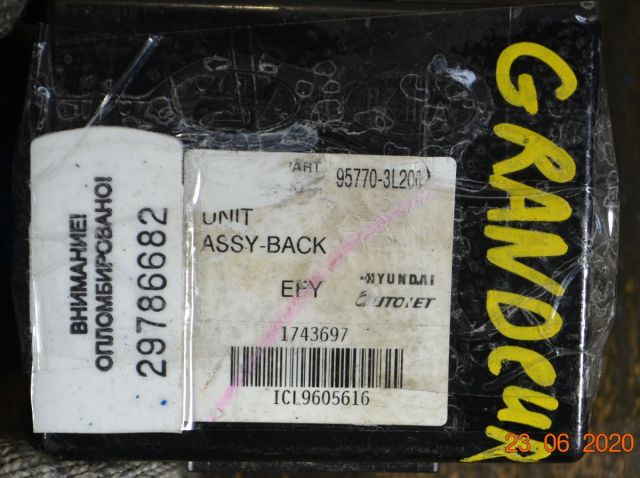 ВНИМАНИЕ!
ОПЛОМБИРОВАНО!
29786682
PART
95770-3L200
UNIT
ASSY-BACK
EFY
HYUNDAI
AUTONET
1743697
ICL9605616
GRANDEUR
23 06 2020